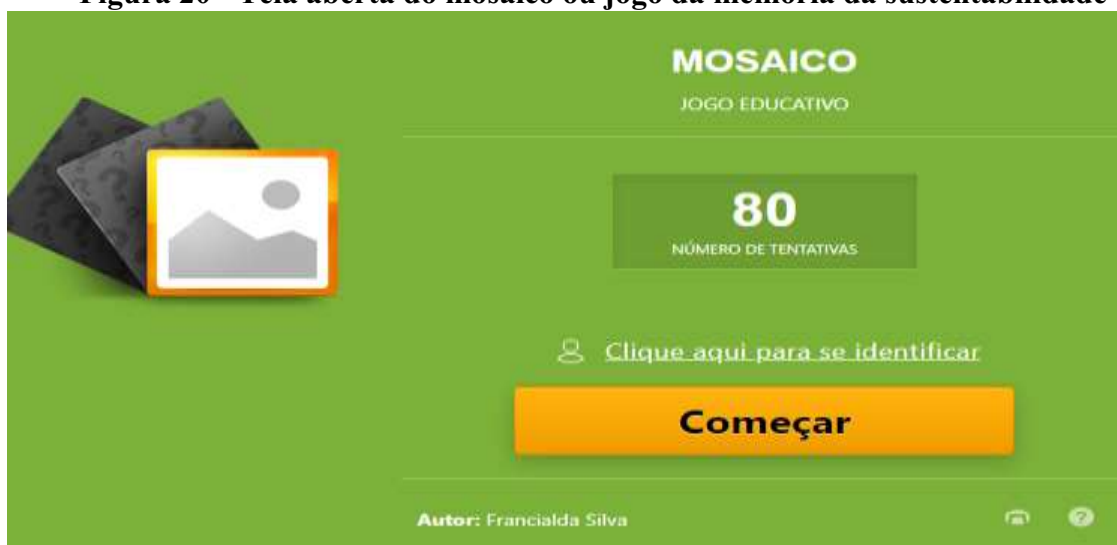 Figura 20 - Tela aberta do mosaico ou jogo da memória da sustentabilidade
MOSAICO
JOGO EDUCATIVO
80
NÚMERO DE TENTATIVAS
Clique aqui para se identificar
Começar
Autor: Francialda Silva
?